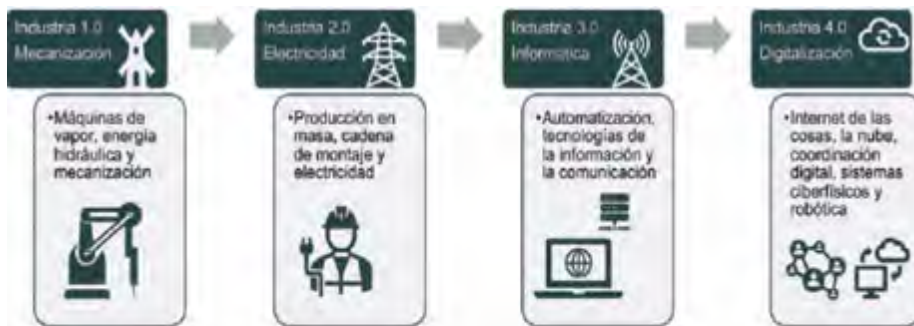 Industria 1.0
Mecanización
•Máquinas de
vapor, energía
hidráulica y
mecanización
Industria 2.0
Electricidad
•Producción en
masa, cadena
de montaje y
electricidad
Industria 3.0
Informática
•Automatización,
tecnologías de
la información y
la comunicación
Industria 4.0
Digitalización
•Internet de las
cosas, la nube,
coordinación
digital, sistemas
ciberfísicos y
robótica